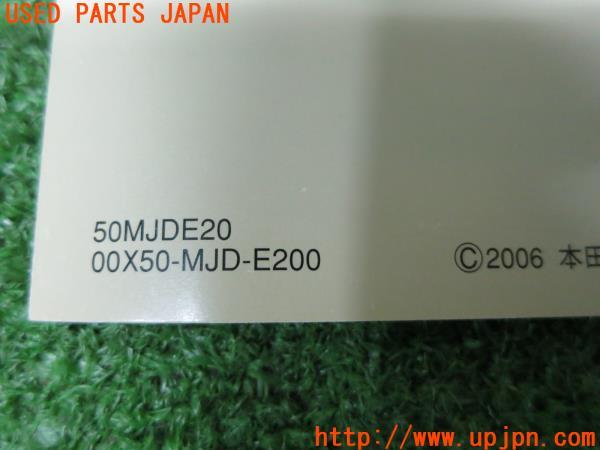 USED PARTS JAPAN
50MJDE20
00X50-MJD-E200
©2006 本田
http://www.upjpn.com/